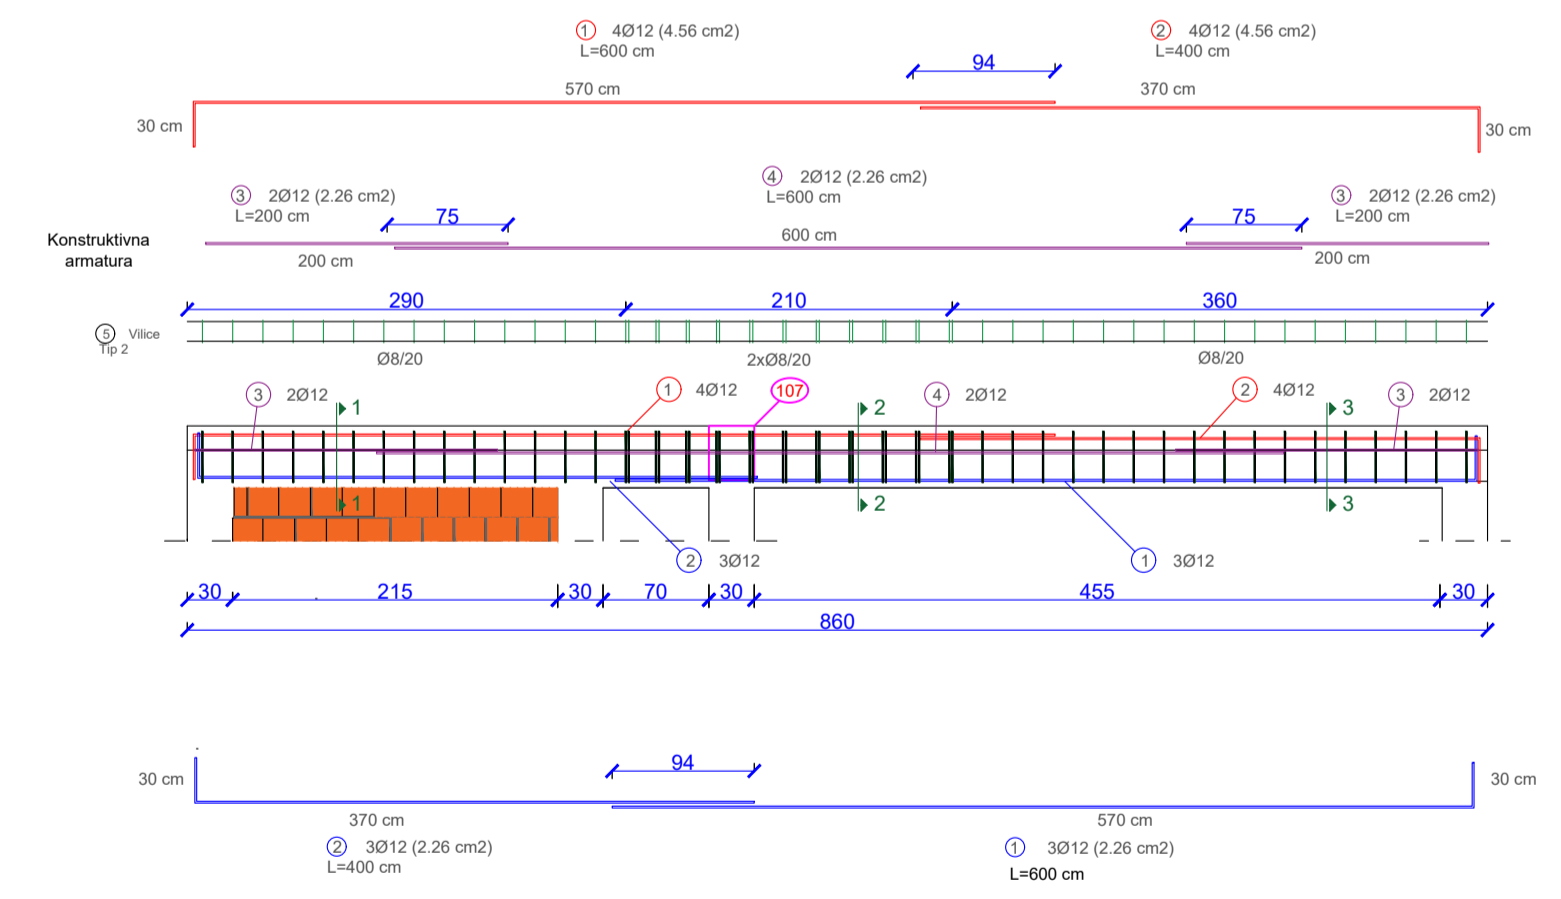 1 4Ø12 (4.56 cm2)
L=600 cm
2 4Ø12 (4.56 cm2)
L=400 cm
94
570 cm
370 cm
30 cm
30 cm
3 2Ø12 (2.26 cm2)
L=200 cm
4 2Ø12 (2.26 cm2)
L=600 cm
3 2Ø12 (2.26 cm2)
L=200 cm
75
75
Konstruktivna
armatura
600 cm
200 cm
200 cm
290
210
360
5 Vilice
Tip 2
Ø8/20
2xØ8/20
Ø8/20
3 2Ø12
1 4Ø12
107
4 2Ø12
2 4Ø12
3 2Ø12
1
2
3
1
2
3
2 3Ø12
1 3Ø12
30
215
30
70
30
455
30
860
94
30 cm
30 cm
370 cm
570 cm
2 3Ø12 (2.26 cm2)
L=400 cm
1 3Ø12 (2.26 cm2)
L=600 cm